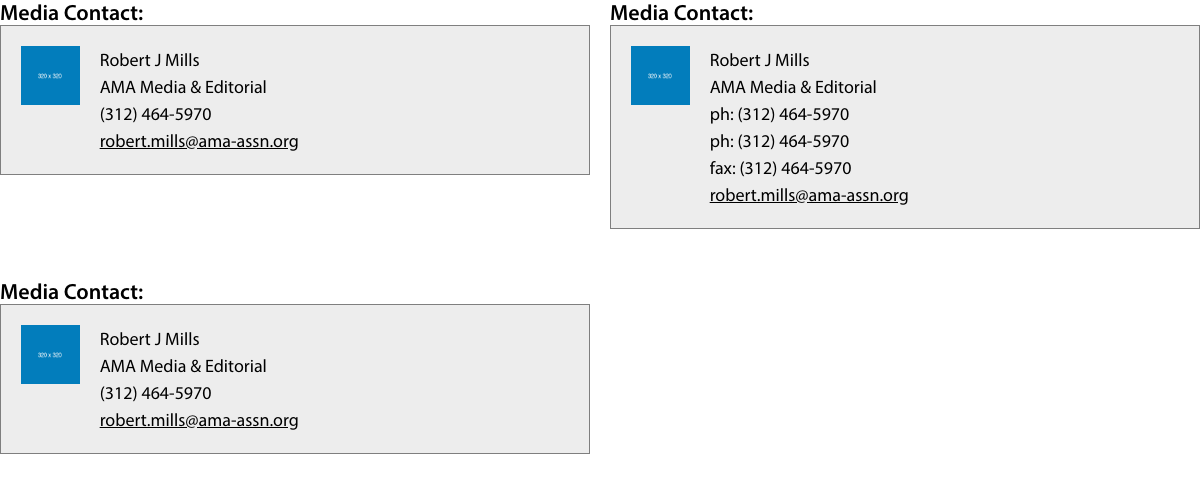 Media Contact:
320 x 320
Robert J Mills
AMA Media & Editorial
(312) 464-5970
robert.mills@ama-assn.org
Media Contact:
320 x 320
Robert J Mills
AMA Media & Editorial
ph: (312) 464-5970
ph: (312) 464-5970
fax: (312) 464-5970
robert.mills@ama-assn.org
Media Contact:
320 x 320
Robert J Mills
AMA Media & Editorial
(312) 464-5970
robert.mills@ama-assn.org